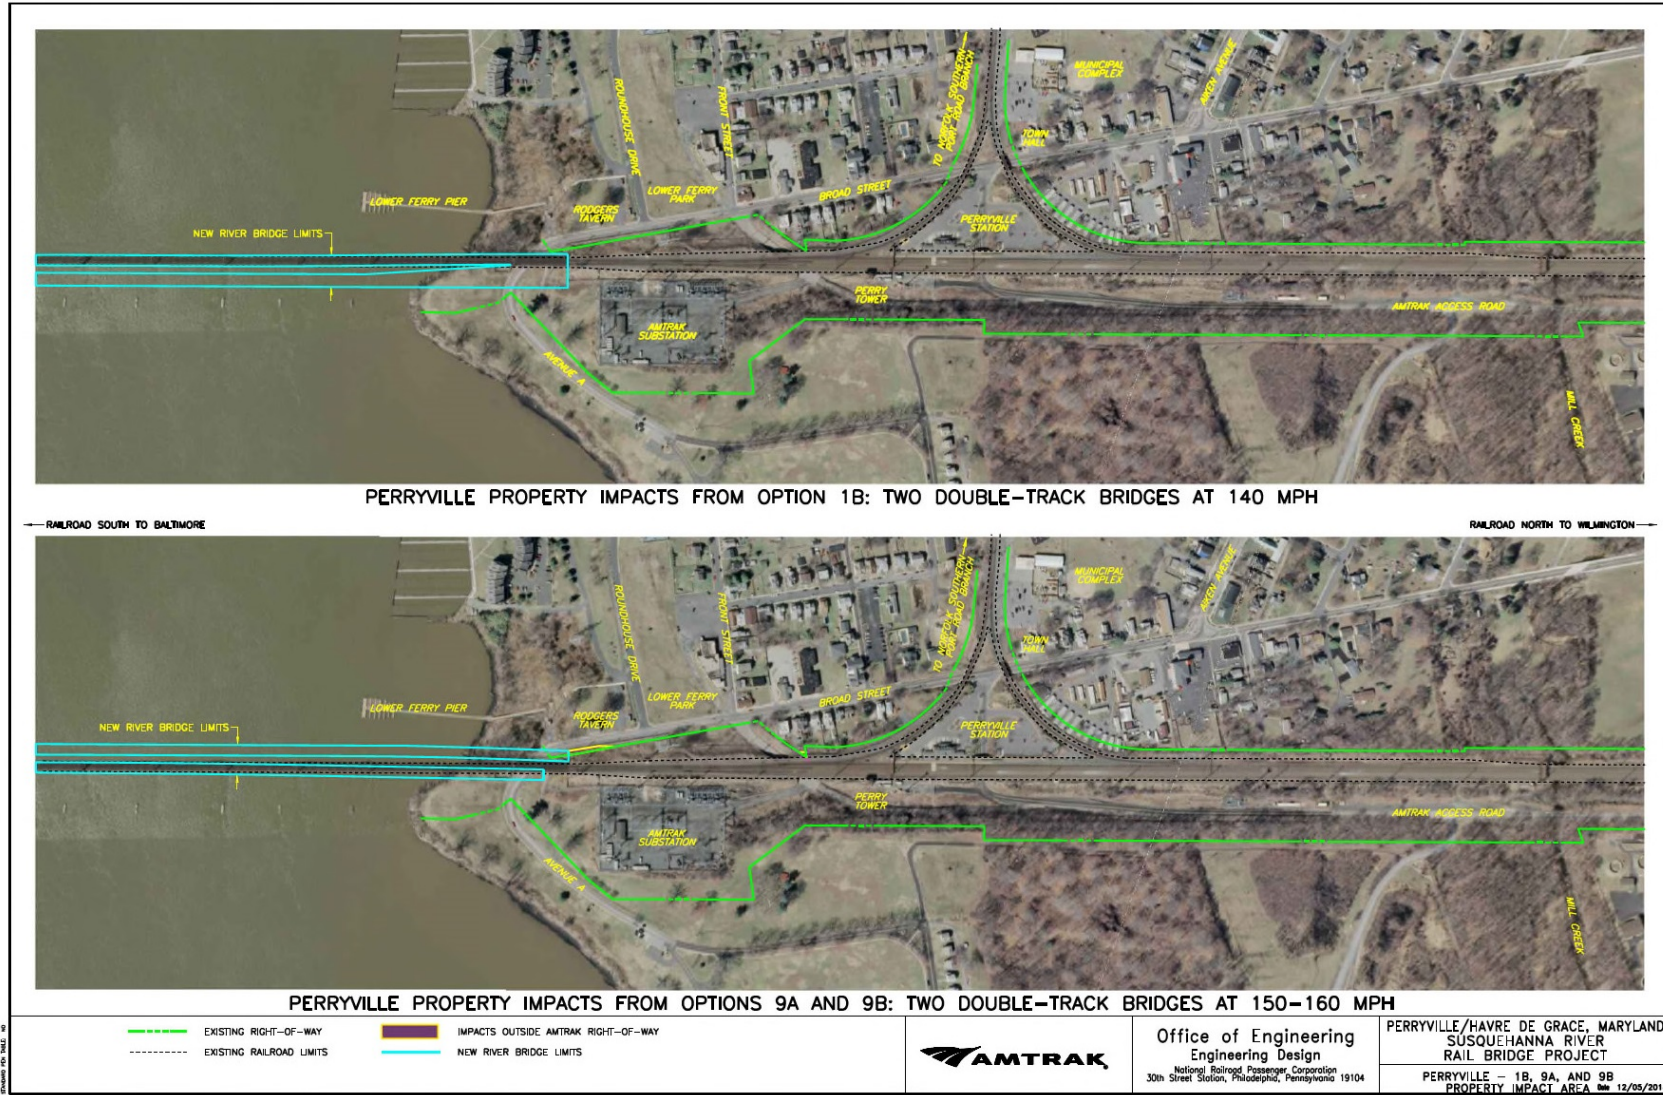 TO NORFOLK SOUTHERN
PORT ROAD BRANCH
MUNICIPAL
COMPLEX
AIKEN AVENUE
ROUNDHOUSE DRIVE
FRONT STREET
TOWN
HALL
LOWER FERRY
PARK
BROAD STREET
LOWER FERRY PIER
RODGERS
TAVERN
PERRYVILLE
STATION
NEW RIVER BRIDGE LIMITS
PERRY
TOWER
AMTRAK ACCESS ROAD
AMTRAK
SUBSTATION
AVENUE A
MILL CREEK
PERRYVILLE PROPERTY IMPACTS FROM OPTION 1B: TWO DOUBLE-TRACK BRIDGES AT 140 MPH
RAILROAD SOUTH TO BALTIMORE
RAILROAD NORTH TO WILMINGTON
TO NORFOLK SOUTHERN
PORT ROAD BRANCH
MUNICIPAL
COMPLEX
AIKEN AVENUE
ROUNDHOUSE DRIVE
FRONT STREET
TOWN
HALL
LOWER FERRY
PARK
BROAD STREET
LOWER FERRY PIER
RODGERS
TAVERN
PERRYVILLE
STATION
NEW RIVER BRIDGE LIMITS
PERRY
TOWER
AMTRAK ACCESS ROAD
AMTRAK
SUBSTATION
AVENUE A
MILL CREEK
PERRYVILLE PROPERTY IMPACTS FROM OPTIONS 9A AND 9B: TWO DOUBLE-TRACK BRIDGES AT 150-160 MPH
EXISTING RIGHT-OF-WAY
IMPACTS OUTSIDE AMTRAK RIGHT-OF-WAY
EXISTING RAILROAD LIMITS
NEW RIVER BRIDGE LIMITS
AMTRAK
Office of Engineering
Engineering Design
National Railroad Passenger Corporation
30th Street Station, Philadelphia, Pennsylvania 19104
PERRYVILLE/HAVRE DE GRACE, MARYLAND
SUSQUEHANNA RIVER
RAIL BRIDGE PROJECT
PERRYVILLE - 1B, 9A, AND 9B
PROPERTY IMPACT AREA Date 12/05/201